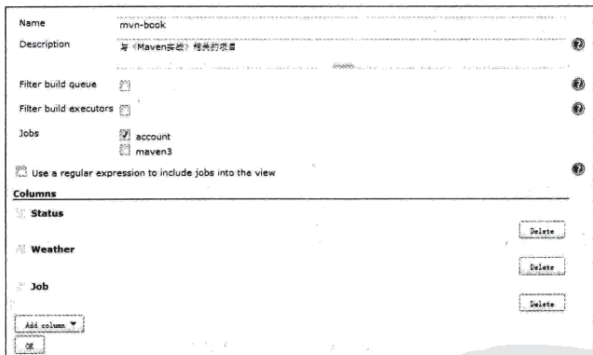 Name mvn-book
Description 与《Maven实战》相关的项目
Filter build queue
Filter build executors
Jobs account
maven3
Use a regular expression to include jobs into the view
Columns
Status
Delete
Weather
Delete
Job
Delete
Add column
OK